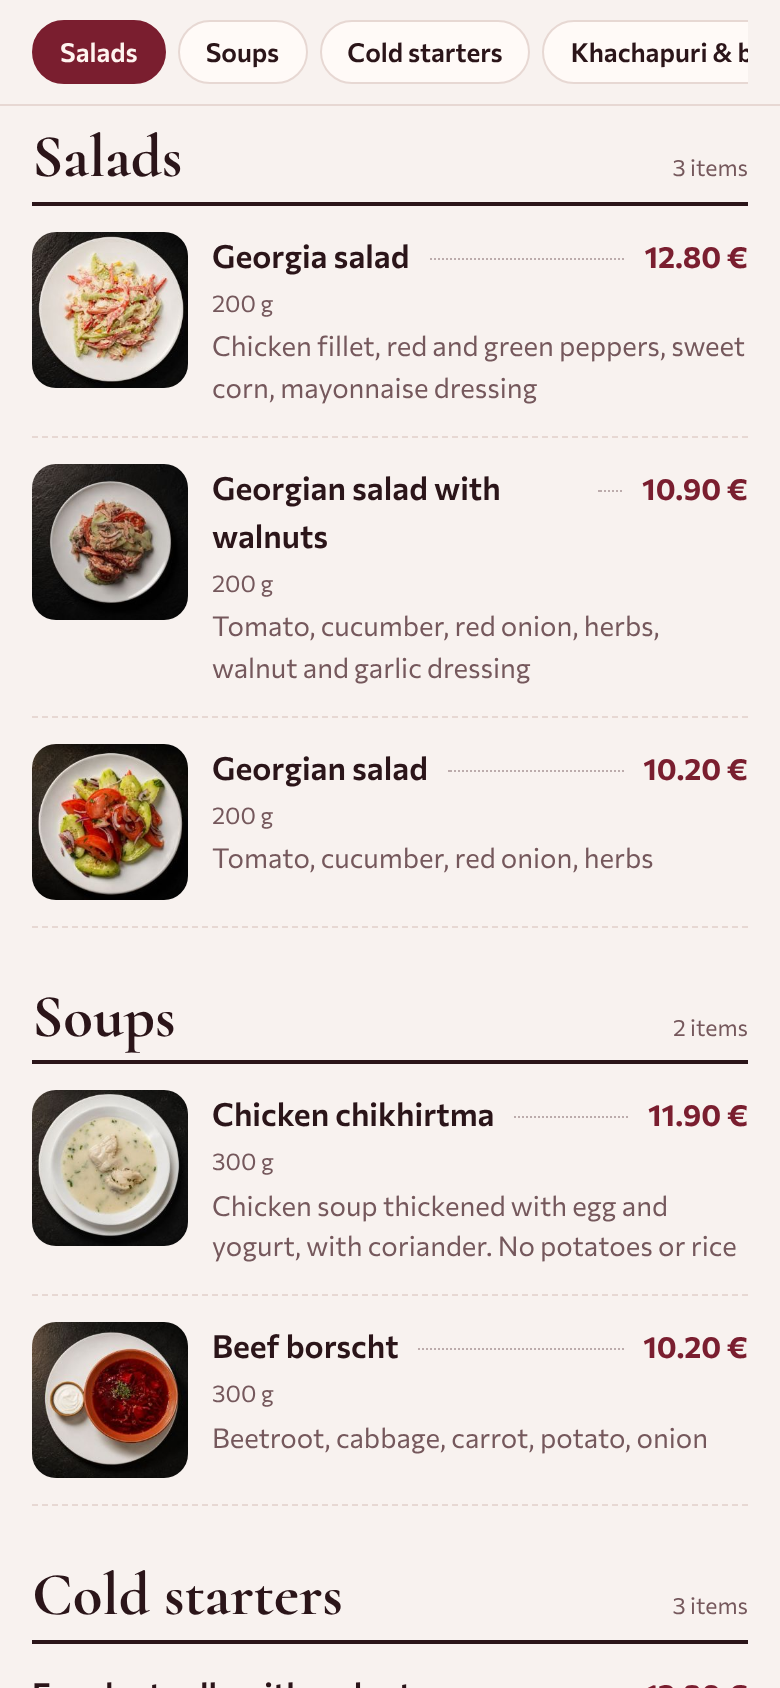 Salads
Soups
Cold starters
Khachapuri &
Salads
3 items
Georgia salad
12.80 €
200 g
Chicken fillet, red and green peppers, sweet
corn, mayonnaise dressing
Georgian salad with
walnuts
10.90 €
200 g
Tomato, cucumber, red onion, herbs,
walnut and garlic dressing
Georgian salad
10.20 €
200 g
Tomato, cucumber, red onion, herbs
Soups
2 items
Chicken chikhirtma
11.90 €
300 g
Chicken soup thickened with egg and
yogurt, with coriander. No potatoes or rice
Beef borscht
10.20 €
300 g
Beetroot, cabbage, carrot, potato, onion
Cold starters
3 items